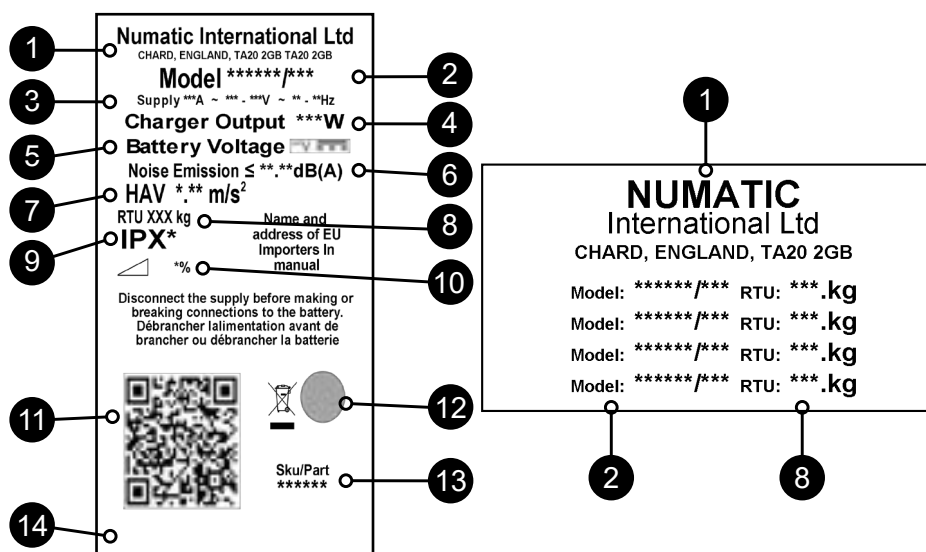 Numatic International Ltd
CHARD, ENGLAND, TA20 2GB TA20 2GB
Model ******/***
Supply ***A ~ *** - ***V ~ ** - **Hz
Charger Output ***W
Battery Voltage
Noise Emission ≤ **.**dB(A)
HAV *.** m/s²
RTU XXX kg
IPX*
Name and
address of EU
Importers In
manual
*%
Disconnect the supply before making or
breaking connections to the battery.
Débrancher lalimentation avant de
brancher ou débrancher la batterie
Sku/Part
******
1
2
3
4
5
6
7
8
9
10
11
12
13
14
1
NUMATIC
International Ltd
CHARD, ENGLAND, TA20 2GB
Model: ******/*** RTU: ***.kg
Model: ******/*** RTU: ***.kg
Model: ******/*** RTU: ***.kg
Model: ******/*** RTU: ***.kg
2
8